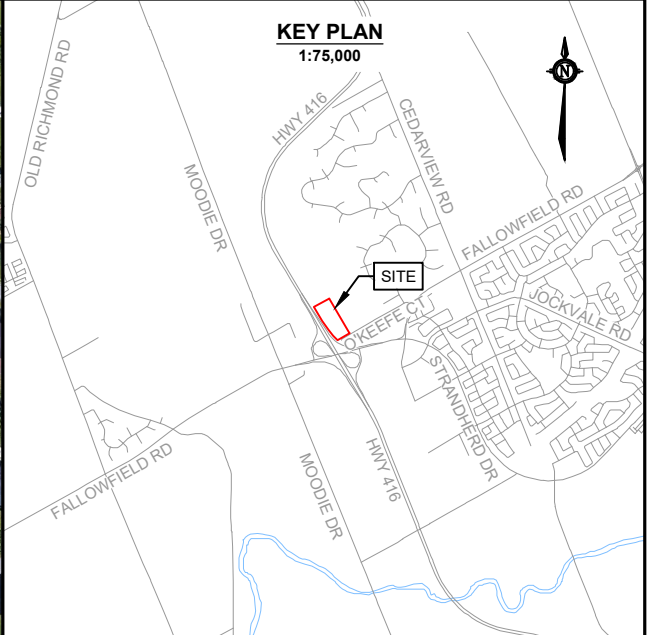 KEY PLAN
1:75,000
N
OLD RICHMOND RD
HWY 416
CEDARVIEW RD
MOODIE DR
FALLOWFIELD RD
SITE
JOCKVALE RD
O'KEEFE CT
STRANDHERD DR
FALLOWFIELD RD
MOODIE DR
HWY 416